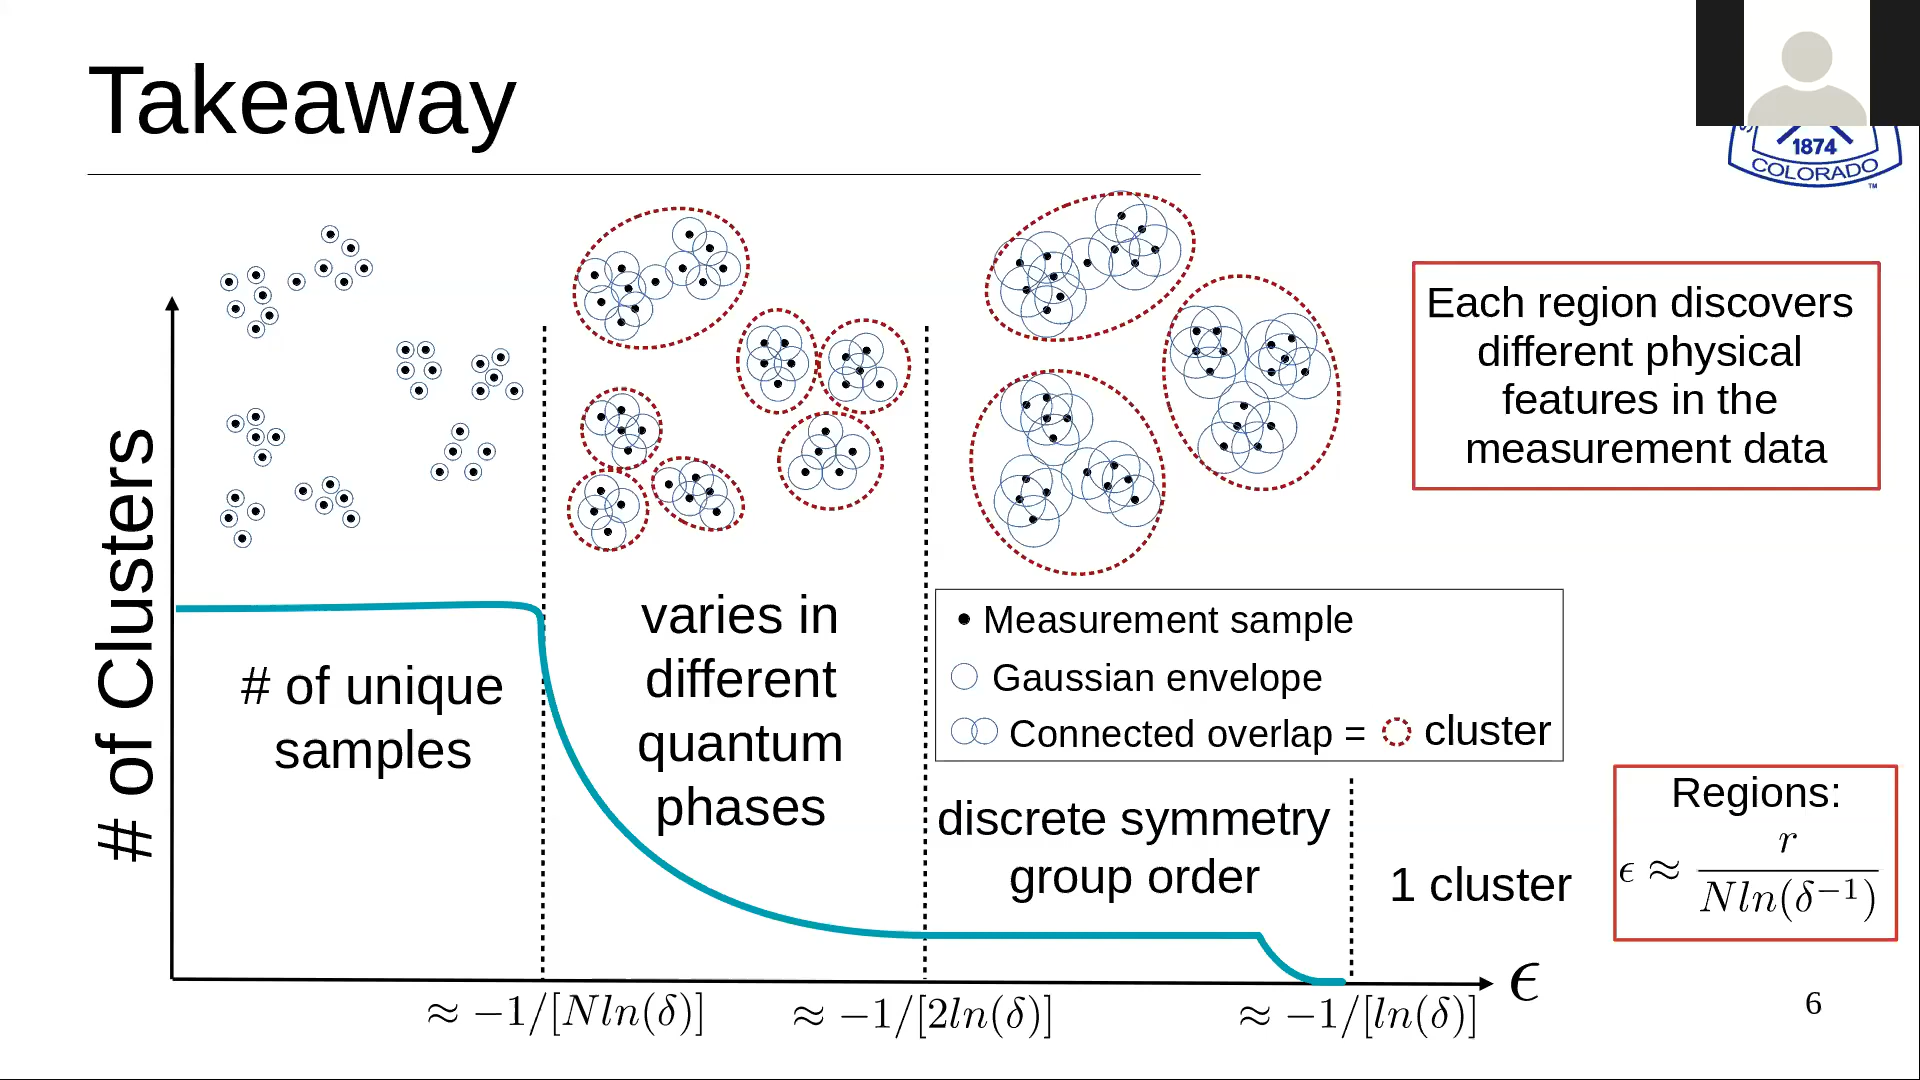 Takeaway
1874
COLORADO
TM
Each region discovers
different physical
features in the
measurement data
# of Clusters
# of unique
samples
varies in
different
quantum
phases
Measurement sample
Gaussian envelope
Connected overlap = cluster
discrete symmetry
group order
1 cluster
Regions:
ϵ ≈ r / Nln(δ⁻¹)
ϵ
≈ −1/[Nln(δ)]
≈ −1/[2ln(δ)]
≈ −1/[ln(δ)]
6